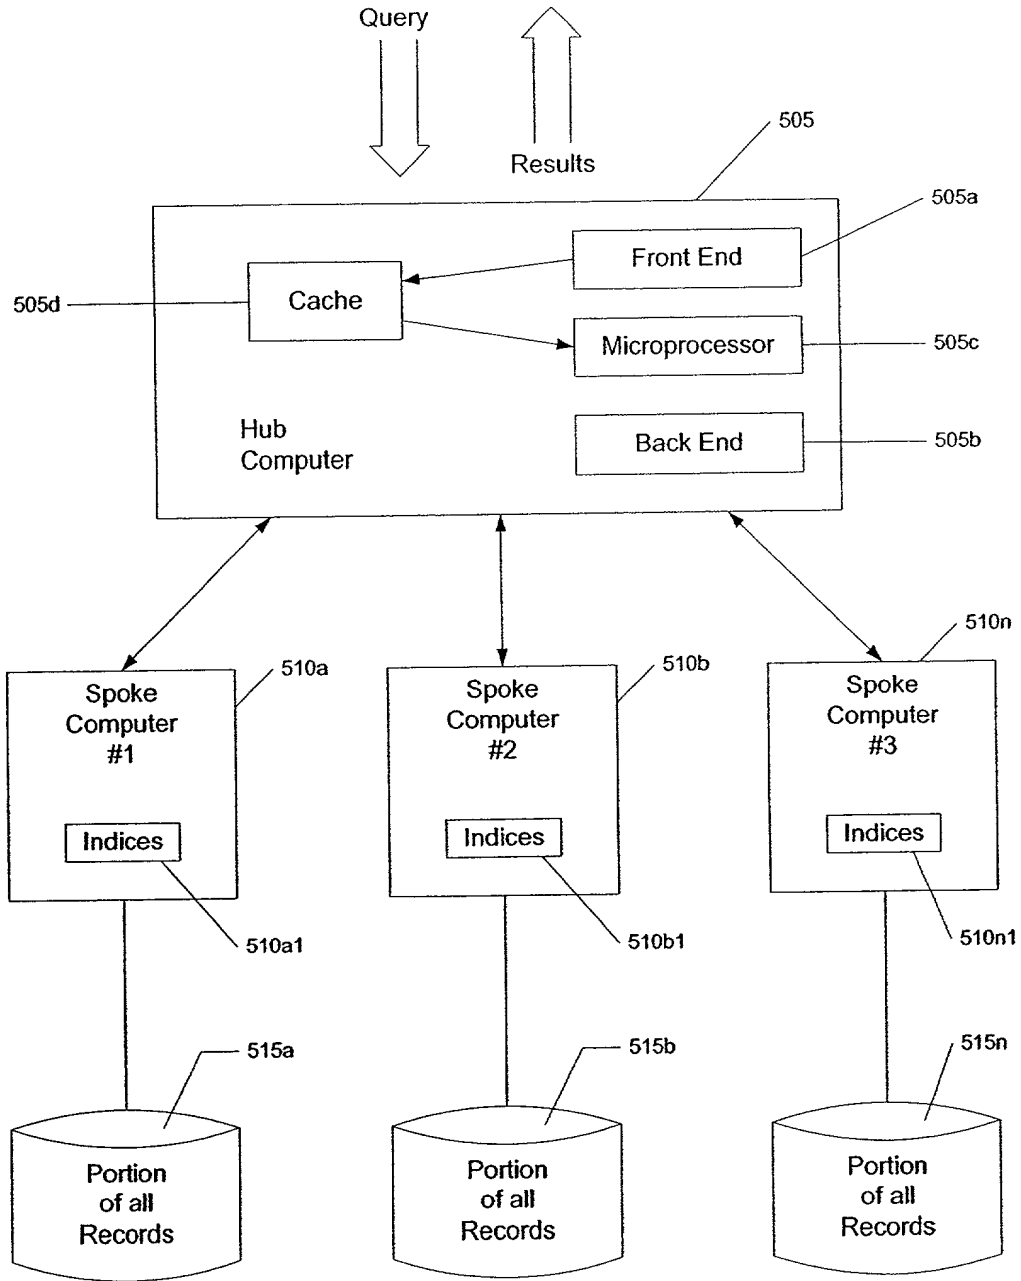 Query
Results
505
505a
Front End
Cache
505d
Microprocessor
505c
Hub
Computer
Back End
505b
510a
510b
510n
Spoke
Computer
#1
Spoke
Computer
#2
Spoke
Computer
#3
Indices
Indices
Indices
510a1
510b1
510n1
515a
515b
515n
Portion
of all
Records
Portion
of all
Records
Portion
of all
Records